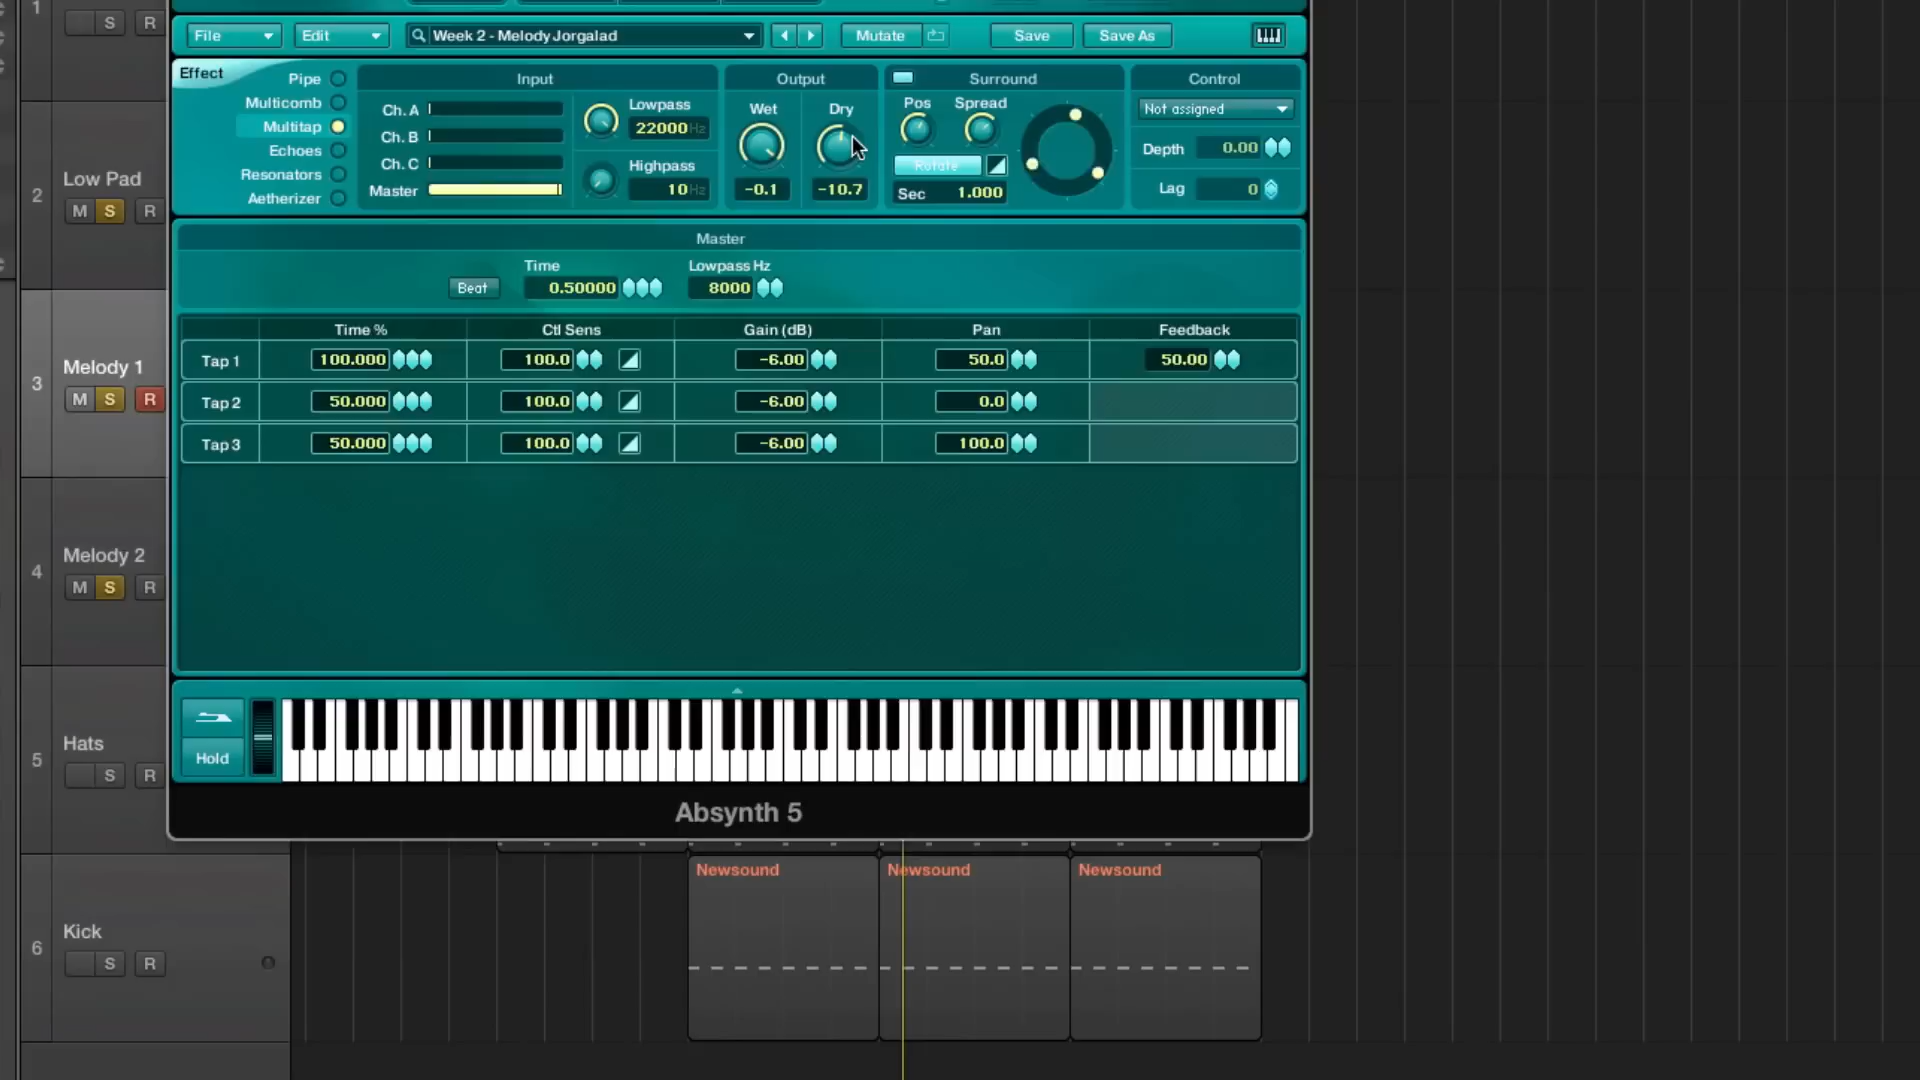 1
S R
File Edit Week 2 - Melody Jorgalad Mutate Save Save As
Effect
Pipe
Multicomb
Multitap
Echoes
Resonators
Aetherizer
Input
Ch. A
Ch. B
Ch. C
Master
Lowpass
22000 Hz
Highpass
10 Hz
Output
Wet Dry
-0.1 -10.7
Surround
Pos Spread
Rotate
Sec 1.000
Control
Not assigned
Depth 0.00
Lag 0
Master
Time Lowpass Hz
Beat 0.50000 8000
Time % Ctl Sens Gain (dB) Pan Feedback
Tap 1 100.000 100.0 -6.00 50.0 50.00
Tap 2 50.000 100.0 -6.00 0.0
Tap 3 50.000 100.0 -6.00 100.0
Hold
Absynth 5
2 Low Pad
M S R
3 Melody 1
M S R
4 Melody 2
M S R
5 Hats
S R
6 Kick
S R
Newsound Newsound Newsound